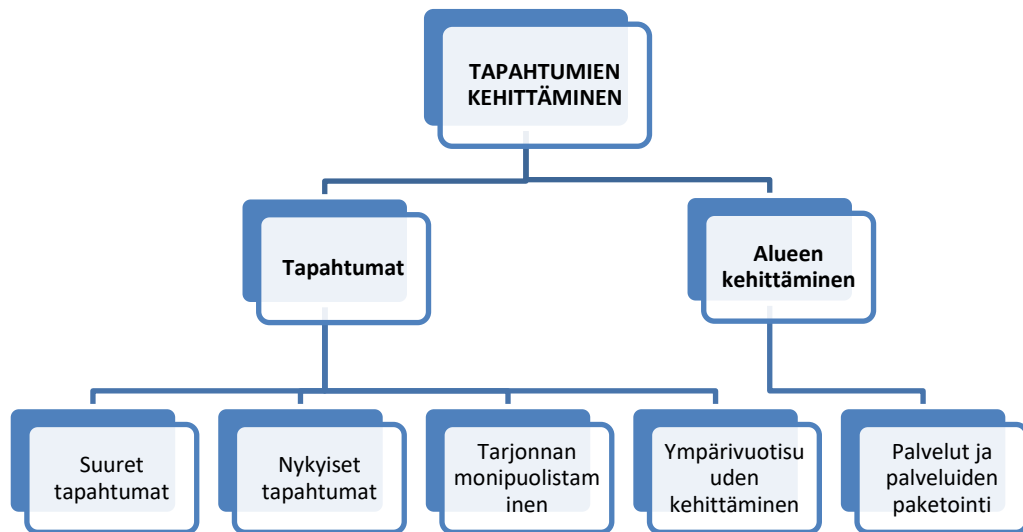 TAPAHTUMIEN
KEHITTÄMINEN
Tapahtumat
Alueen
kehittäminen
Suuret
tapahtumat
Nykyiset
tapahtumat
Tarjonnan
monipuolistam
inen
Ympärivuotisu
uden
kehittäminen
Palvelut ja
palveluiden
paketointi